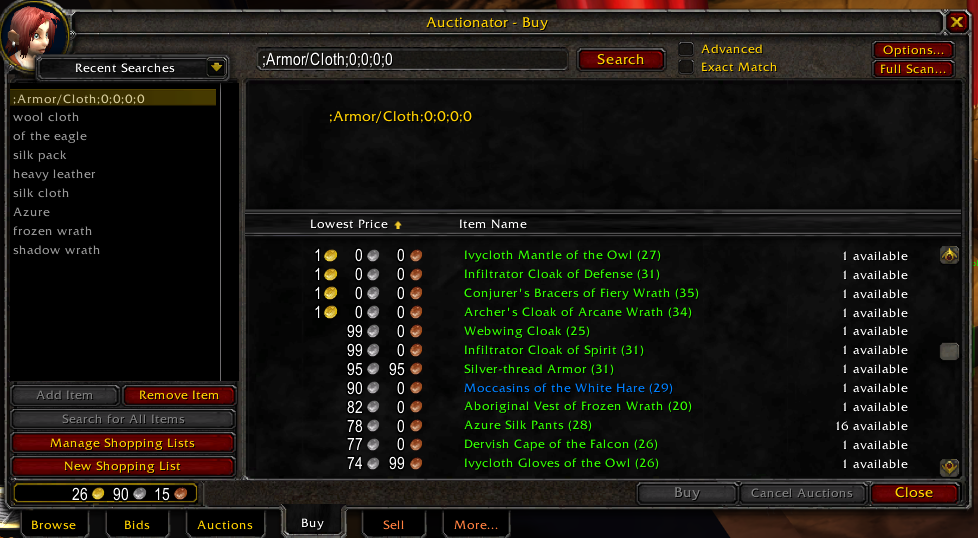 Auctionator - Buy
Recent Searches
;Armor/Cloth;0;0;0;0
Search
Advanced
Exact Match
Options...
Full Scan...
;Armor/Cloth;0;0;0;0
wool cloth
of the eagle
silk pack
heavy leather
silk cloth
Azure
frozen wrath
shadow wrath
;Armor/Cloth;0;0;0;0
Lowest Price Item Name
1 0 0 Ivycloth Mantle of the Owl (27) 1 available
1 0 0 Infiltrator Cloak of Defense (31) 1 available
1 0 0 Conjurer's Bracers of Fiery Wrath (35) 1 available
1 0 0 Archer's Cloak of Arcane Wrath (34) 1 available
99 0 Webwing Cloak (25) 1 available
99 0 Infiltrator Cloak of Spirit (31) 1 available
95 95 Silver-thread Armor (31) 1 available
90 0 Moccasins of the White Hare (29) 1 available
82 0 Aboriginal Vest of Frozen Wrath (20) 1 available
78 0 Azure Silk Pants (28) 16 available
77 0 Dervish Cape of the Falcon (26) 1 available
74 99 Ivycloth Gloves of the Owl (26) 1 available
Add Item Remove Item
Search for All Items
Manage Shopping Lists
New Shopping List
26 90 15
Buy Cancel Auctions Close
Browse Bids Auctions Buy Sell More...